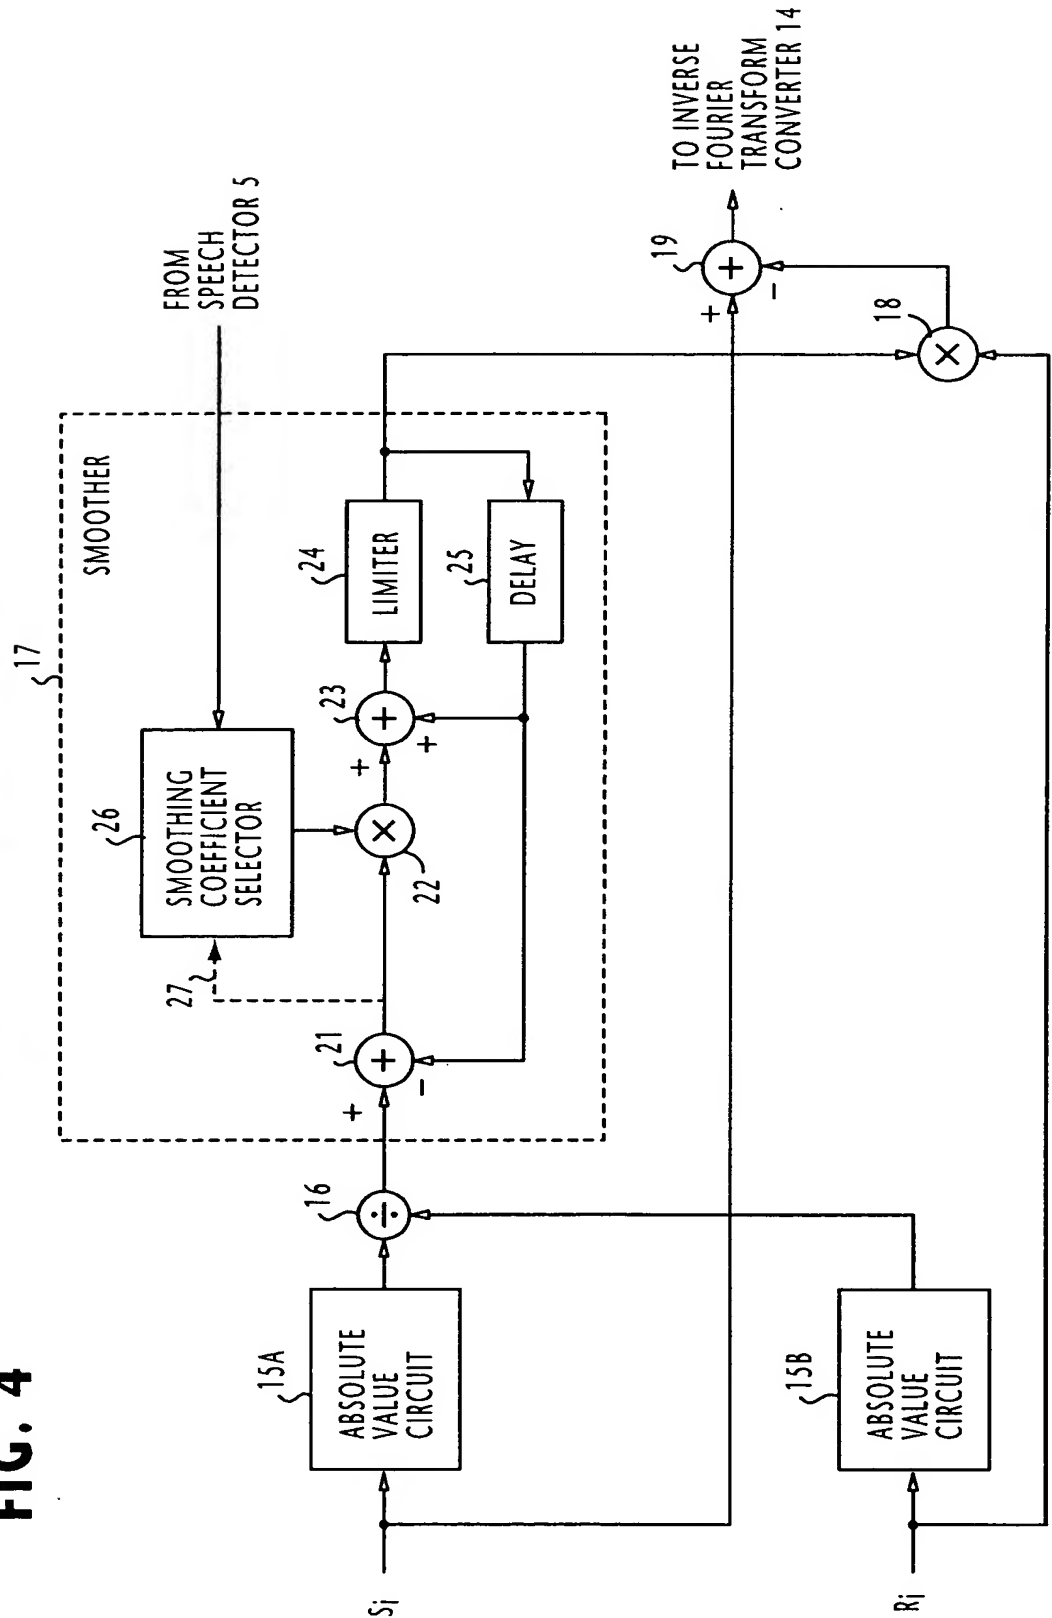 FIG. 4
17
SMOOTHER
FROM
SPEECH
DETECTOR 5
26
SMOOTHING
COEFFICIENT
SELECTOR
27
16
÷
+
21
+
-
×
22
+
23
+
+
24
LIMITER
25
DELAY
15A
ABSOLUTE
VALUE
CIRCUIT
Si
15B
ABSOLUTE
VALUE
CIRCUIT
Ri
18
×
19
+
+
-
TO INVERSE
FOURIER
TRANSFORM
CONVERTER 14